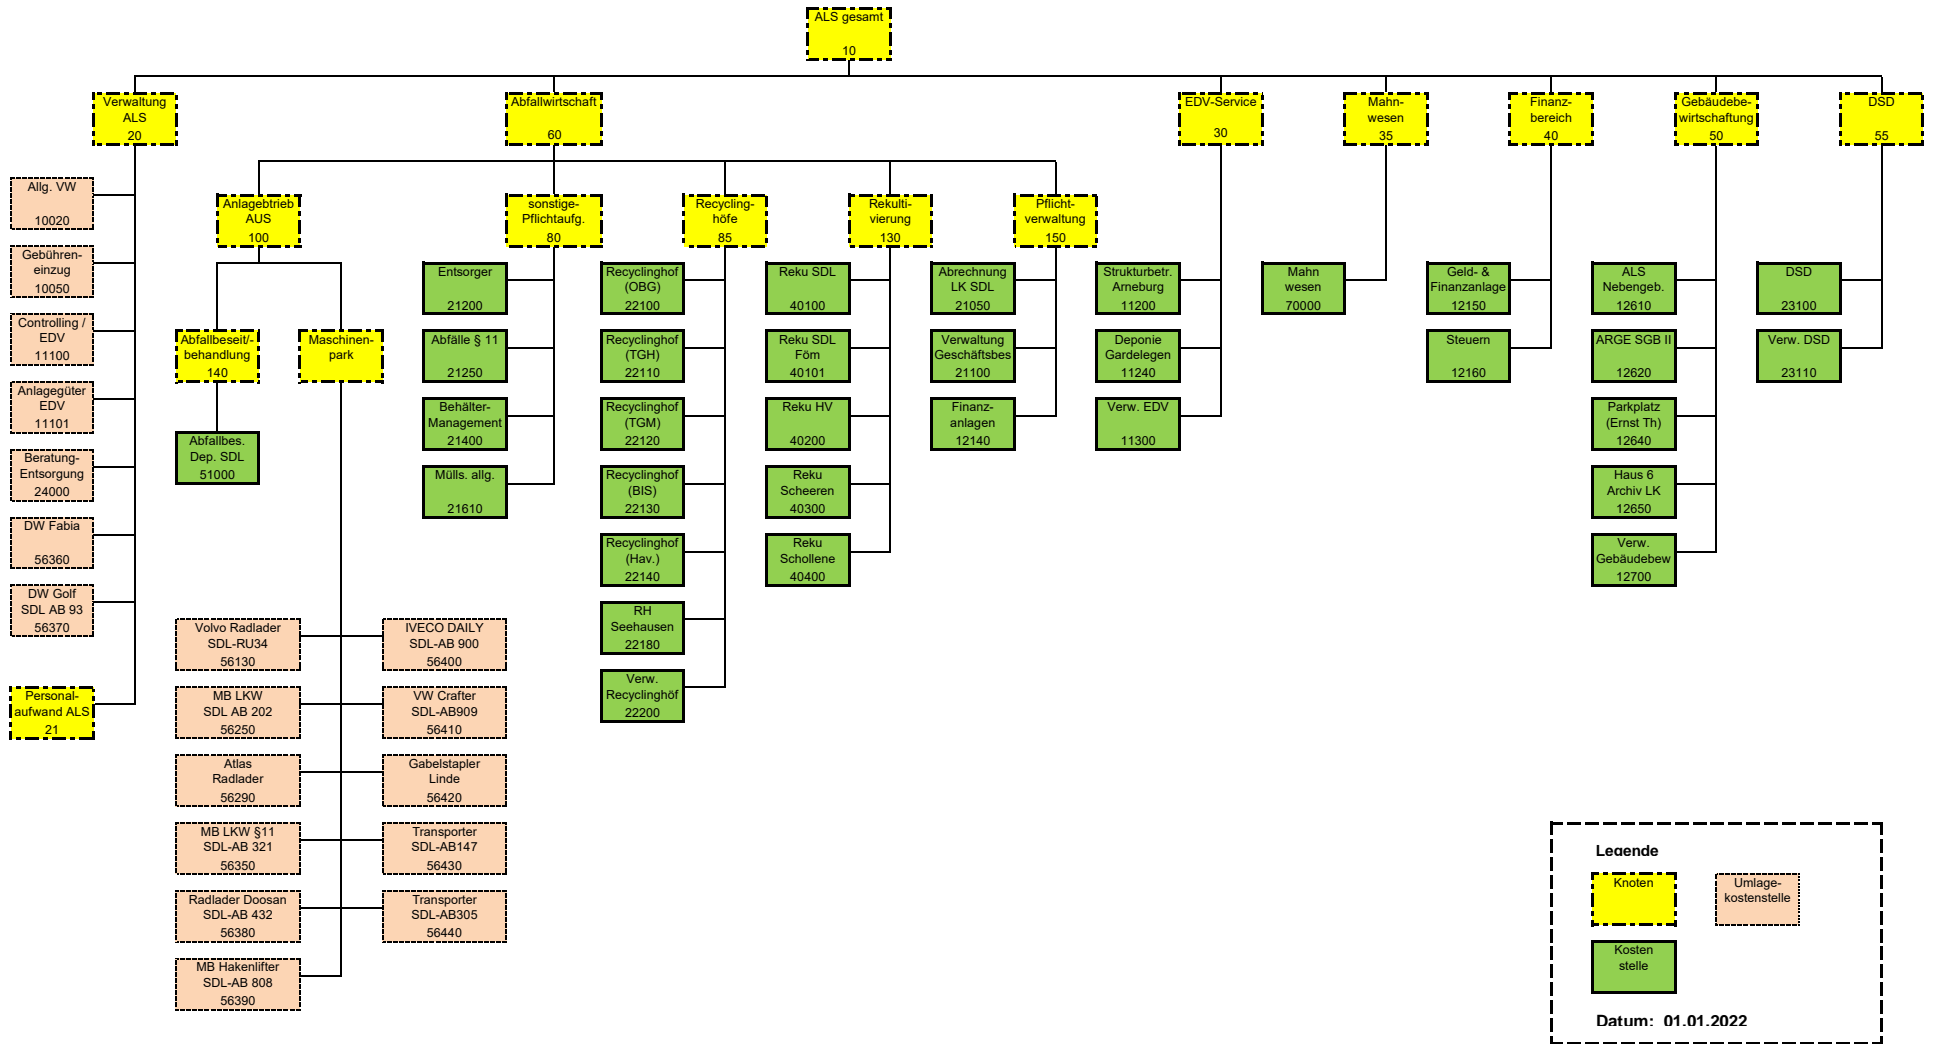 ALS gesamt
10
Verwaltung
ALS
20
Abfallwirtschaft
60
EDV-Service
30
Mahn-
wesen
35
Finanz-
bereich
40
Gebäudebe-
wirtschaftung
50
DSD
55
Allg. VW
10020
Gebühren-
einzug
10050
Controlling /
EDV
11100
Anlagegüter
EDV
11101
Beratung-
Entsorgung
24000
DW Fabia
56360
DW Golf
SDL AB 93
56370
Personal-
aufwand ALS
21
Anlagebtrieb
AUS
100
sonstige-
Pflichtaufg.
80
Recycling-
höfe
85
Rekulti-
vierung
130
Pflicht-
verwaltung
150
Abfallbeseit/-
behandlung
140
Maschinen-
park
Abfallbes.
Dep. SDL
51000
Volvo Radlader
SDL-RU34
56130
MB LKW
SDL AB 202
56250
Atlas
Radlader
56290
MB LKW §11
SDL-AB 321
56350
Radlader Doosan
SDL-AB 432
56380
MB Hakenlifter
SDL-AB 808
56390
IVECO DAILY
SDL-AB 900
56400
VW Crafter
SDL-AB909
56410
Gabelstapler
Linde
56420
Transporter
SDL-AB147
56430
Transporter
SDL-AB305
56440
Entsorger
21200
Abfälle § 11
21250
Behälter-
Management
21400
Mülls. allg.
21610
Recyclinghof
(OBG)
22100
Recyclinghof
(TGH)
22110
Recyclinghof
(TGM)
22120
Recyclinghof
(BIS)
22130
Recyclinghof
(Hav.)
22140
RH
Seehausen
22180
Verw.
Recyclinghöf
22200
Reku SDL
40100
Reku SDL
Föm
40101
Reku HV
40200
Reku
Scheeren
40300
Reku
Schollene
40400
Abrechnung
LK SDL
21050
Verwaltung
Geschäftsbes
21100
Finanz-
anlagen
12140
Strukturbetr.
Arneburg
11200
Deponie
Gardelegen
11240
Verw. EDV
11300
Mahn
wesen
70000
Geld- &
Finanzanlage
12150
Steuern
12160
ALS
Nebengeb.
12610
ARGE SGB II
12620
Parkplatz
(Ernst Th)
12640
Haus 6
Archiv LK
12650
Verw.
Gebäudebew
12700
DSD
23100
Verw. DSD
23110
Legende
Knoten
Umlage-
kostenstelle
Kosten
stelle
Datum: 01.01.2022